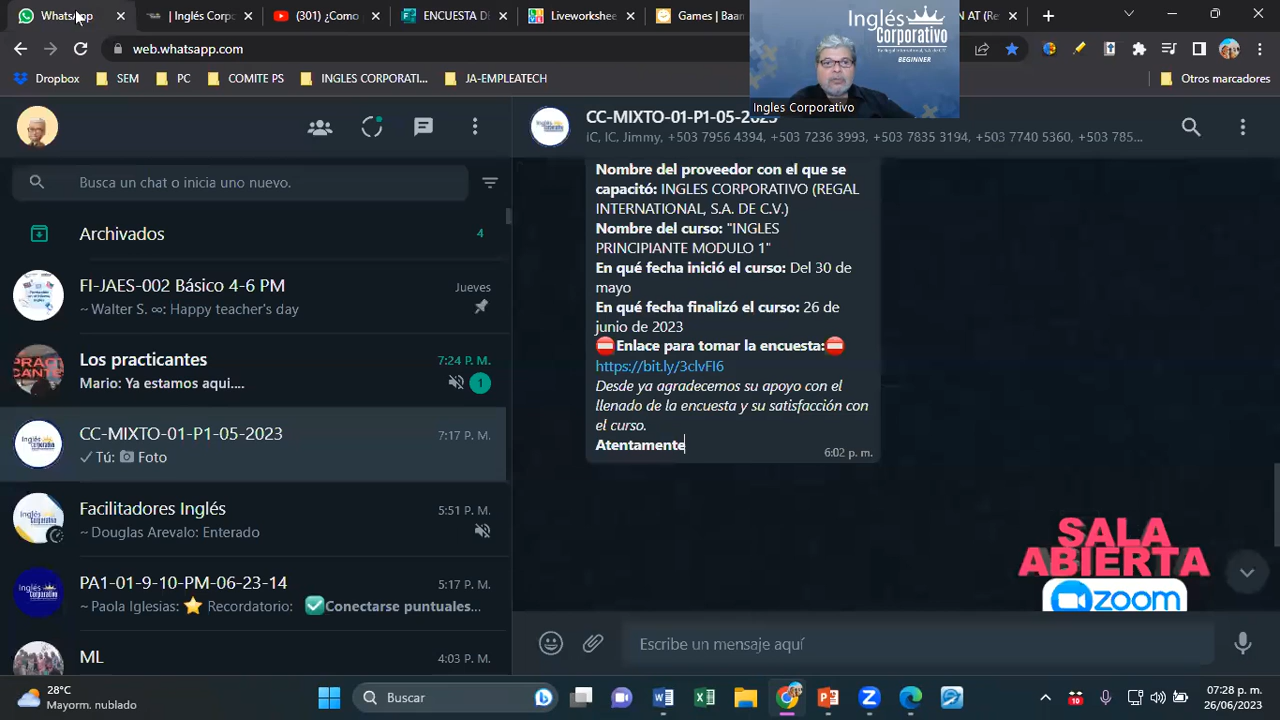 WhatsApp
| Inglés Corp
(301) ¿Como
ENCUESTA DE
Liveworkshee
Games | Baam
N AT (Re
web.whatsapp.com
Dropbox
SEM
PC
COMITE PS
INGLES CORPORATI...
JA-EMPLEATECH
Otros marcadores
Inglés
Corporativo
BEGINNER
Ingles Corporativo
CC-MIXTO-01-P1-05-2023
IC, IC, Jimmy, +503 7956 4394, +503 7236 3993, +503 7835 3194, +503 7740 5360, +503 785...
Busca un chat o inicia uno nuevo.
Archivados
4
FI-JAES-002 Básico 4-6 PM
Jueves
~ Walter S. ∞: Happy teacher's day
Los practicantes
7:24 P. M.
Mario: Ya estamos aqui....
1
CC-MIXTO-01-P1-05-2023
7:17 P. M.
✓ Tú: 📷 Foto
Facilitadores Inglés
5:51 P. M.
~ Douglas Arevalo: Enterado
PA1-01-9-10-PM-06-23-14
5:17 P. M.
~ Paola Iglesias: ⭐ Recordatorio: ✅Conectarse puntuales...
ML
4:03 P. M.
Nombre del proveedor con el que se
capacitó: INGLES CORPORATIVO (REGAL
INTERNATIONAL, S.A. DE C.V.)
Nombre del curso: "INGLES
PRINCIPIANTE MODULO 1"
En qué fecha inició el curso: Del 30 de
mayo
En qué fecha finalizó el curso: 26 de
junio de 2023
⛔Enlace para tomar la encuesta:⛔
https://bit.ly/3clvFI6
Desde ya agradecemos su apoyo con el
llenado de la encuesta y su satisfacción con
el curso.
Atentamente
6:02 p. m.
SALA
ABIERTA
zoom
Escribe un mensaje aquí
28°C
Mayorm. nublado
Buscar
10
07:28 p. m.
26/06/2023